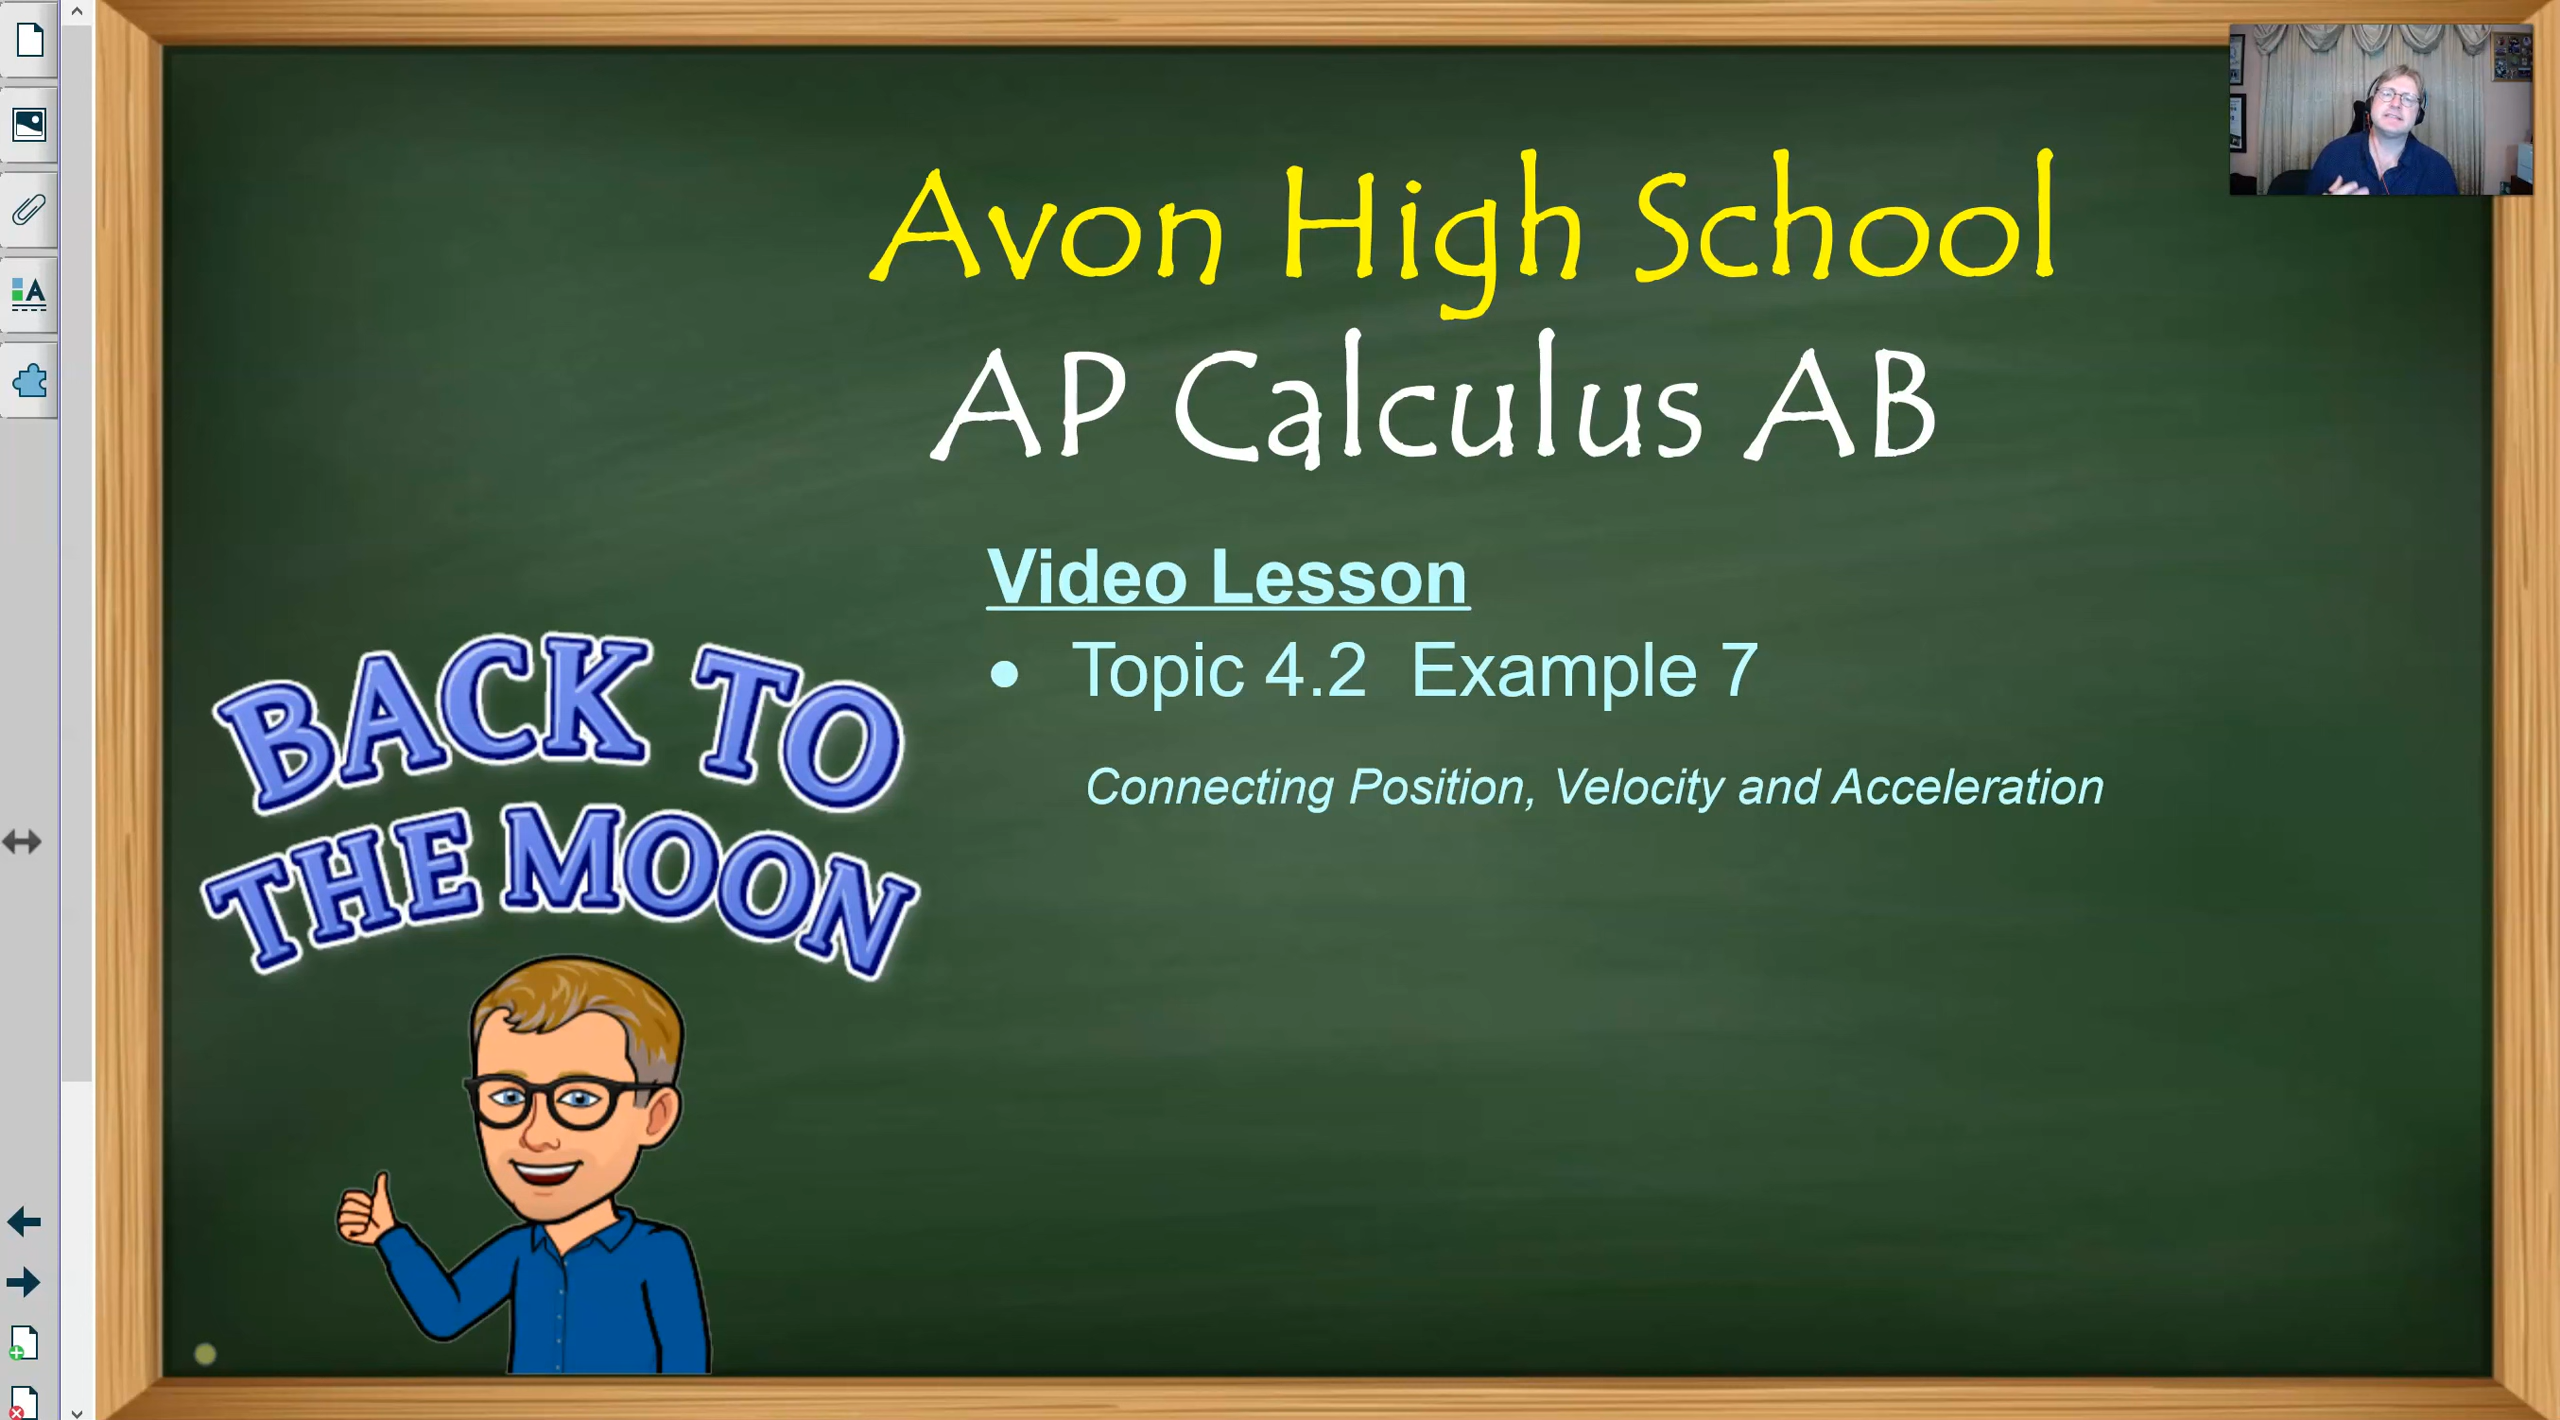 Avon High School
AP Calculus AB
Video Lesson
• Topic 4.2 Example 7
Connecting Position, Velocity and Acceleration
BACK TO
THE MOON